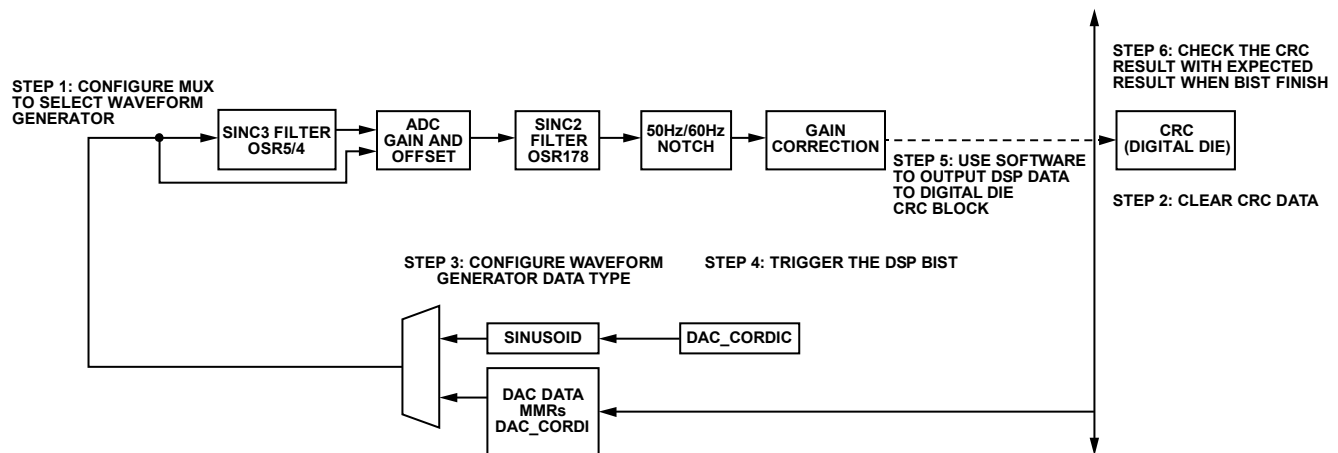 STEP 1: CONFIGURE MUX
TO SELECT WAVEFORM
GENERATOR
SINC3 FILTER
OSR5/4
ADC
GAIN AND
OFFSET
SINC2
FILTER
OSR178
50Hz/60Hz
NOTCH
GAIN
CORRECTION
STEP 5: USE SOFTWARE
TO OUTPUT DSP DATA
TO DIGITAL DIE
CRC BLOCK
STEP 6: CHECK THE CRC
RESULT WITH EXPECTED
RESULT WHEN BIST FINISH
CRC
(DIGITAL DIE)
STEP 2: CLEAR CRC DATA
STEP 3: CONFIGURE WAVEFORM
GENERATOR DATA TYPE
STEP 4: TRIGGER THE DSP BIST
SINUSOID
DAC_CORDIC
DAC DATA
MMRs
DAC_CORDI